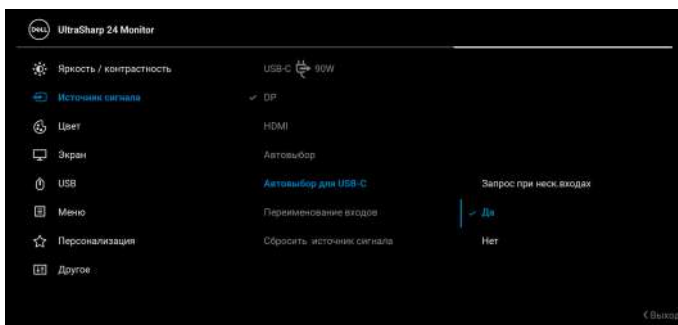 DELL UltraSharp 24 Monitor
Яркость / контрастность USB-C 90W
Источник сигнала DP
Цвет HDMI
Экран Автовыбор
USB Автовыбор для USB-C Запрос при неск.входах
Меню Переименование входов Да
Персонализация Сбросить источник сигнала Нет
Другое
Выход